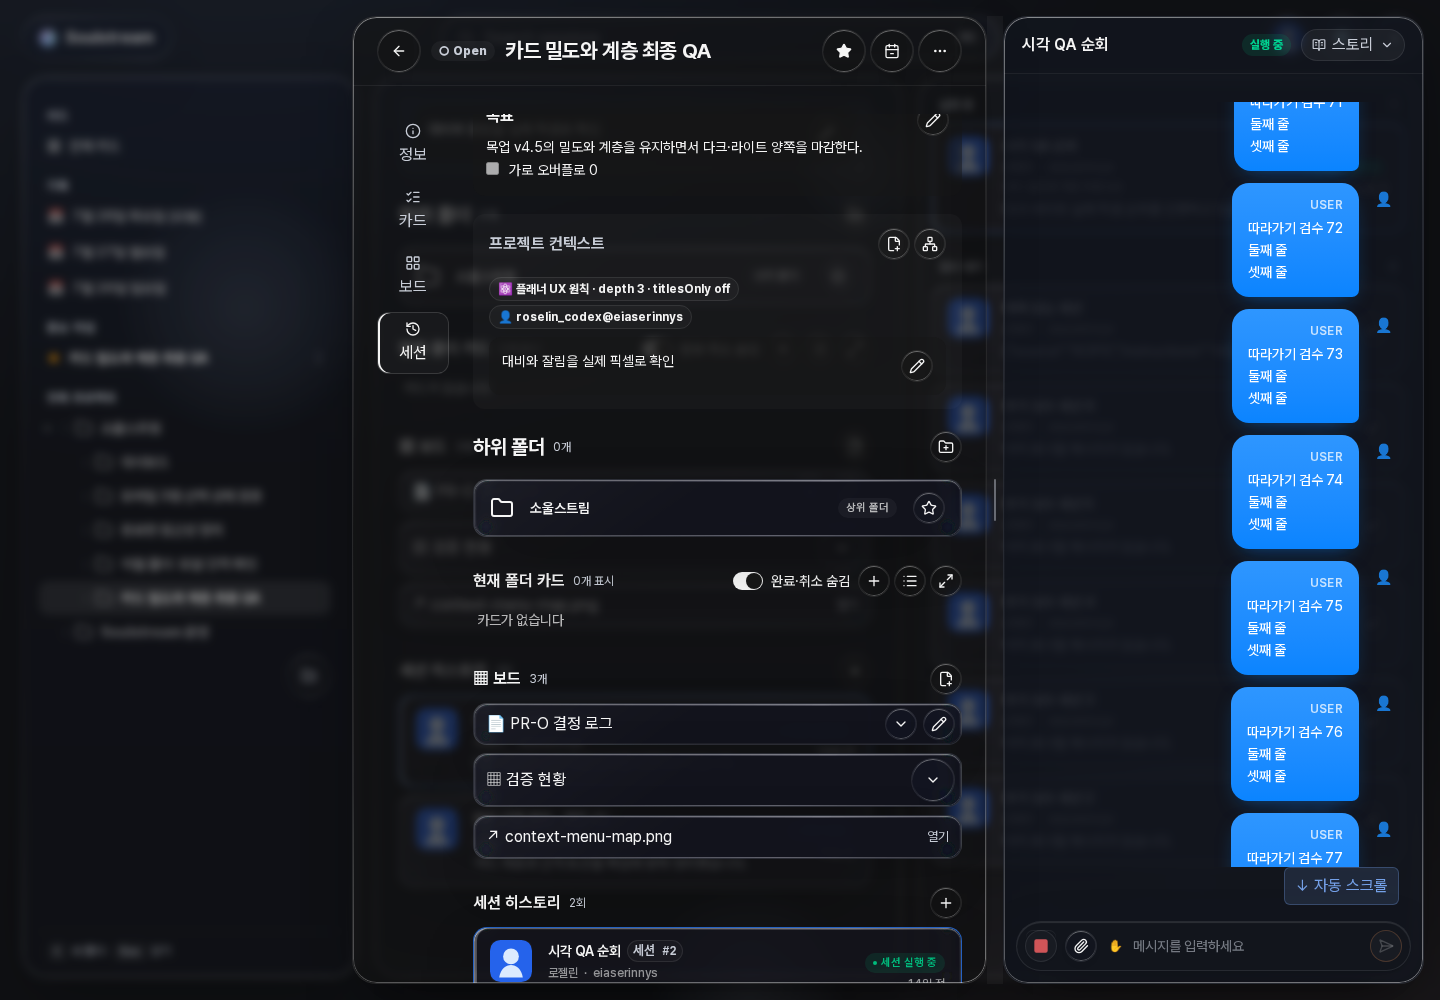 Open
카드 밀도와 계층 최종 QA
정보
카드
보드
세션
목표
목업 v4.5의 밀도와 계층을 유지하면서 다크·라이트 양쪽을 마감한다.
가로 오버플로 0
프로젝트 컨텍스트
플래너 UX 원칙 · depth 3 · titlesOnly off
roselin_codex@eiaserinnys
대비와 잘림을 실제 픽셀로 확인
하위 폴더 0개
소울스트림
상위 폴더
현재 폴더 카드 0개 표시
완료·취소 숨김
카드가 없습니다
보드 3개
PR-O 결정 로그
검증 현황
↗ context-menu-map.png
열기
세션 히스토리 2회
시각 QA 순회 세션 #2
로젤린 · eiaserinnys
세션 실행 중
14일 전
시각 QA 순회
실행 중
스토리
따라가기 검수 71
둘째 줄
셋째 줄
USER
따라가기 검수 72
둘째 줄
셋째 줄
USER
따라가기 검수 73
둘째 줄
셋째 줄
USER
따라가기 검수 74
둘째 줄
셋째 줄
USER
따라가기 검수 75
둘째 줄
셋째 줄
USER
따라가기 검수 76
둘째 줄
셋째 줄
USER
따라가기 검수 77
↓ 자동 스크롤
메시지를 입력하세요